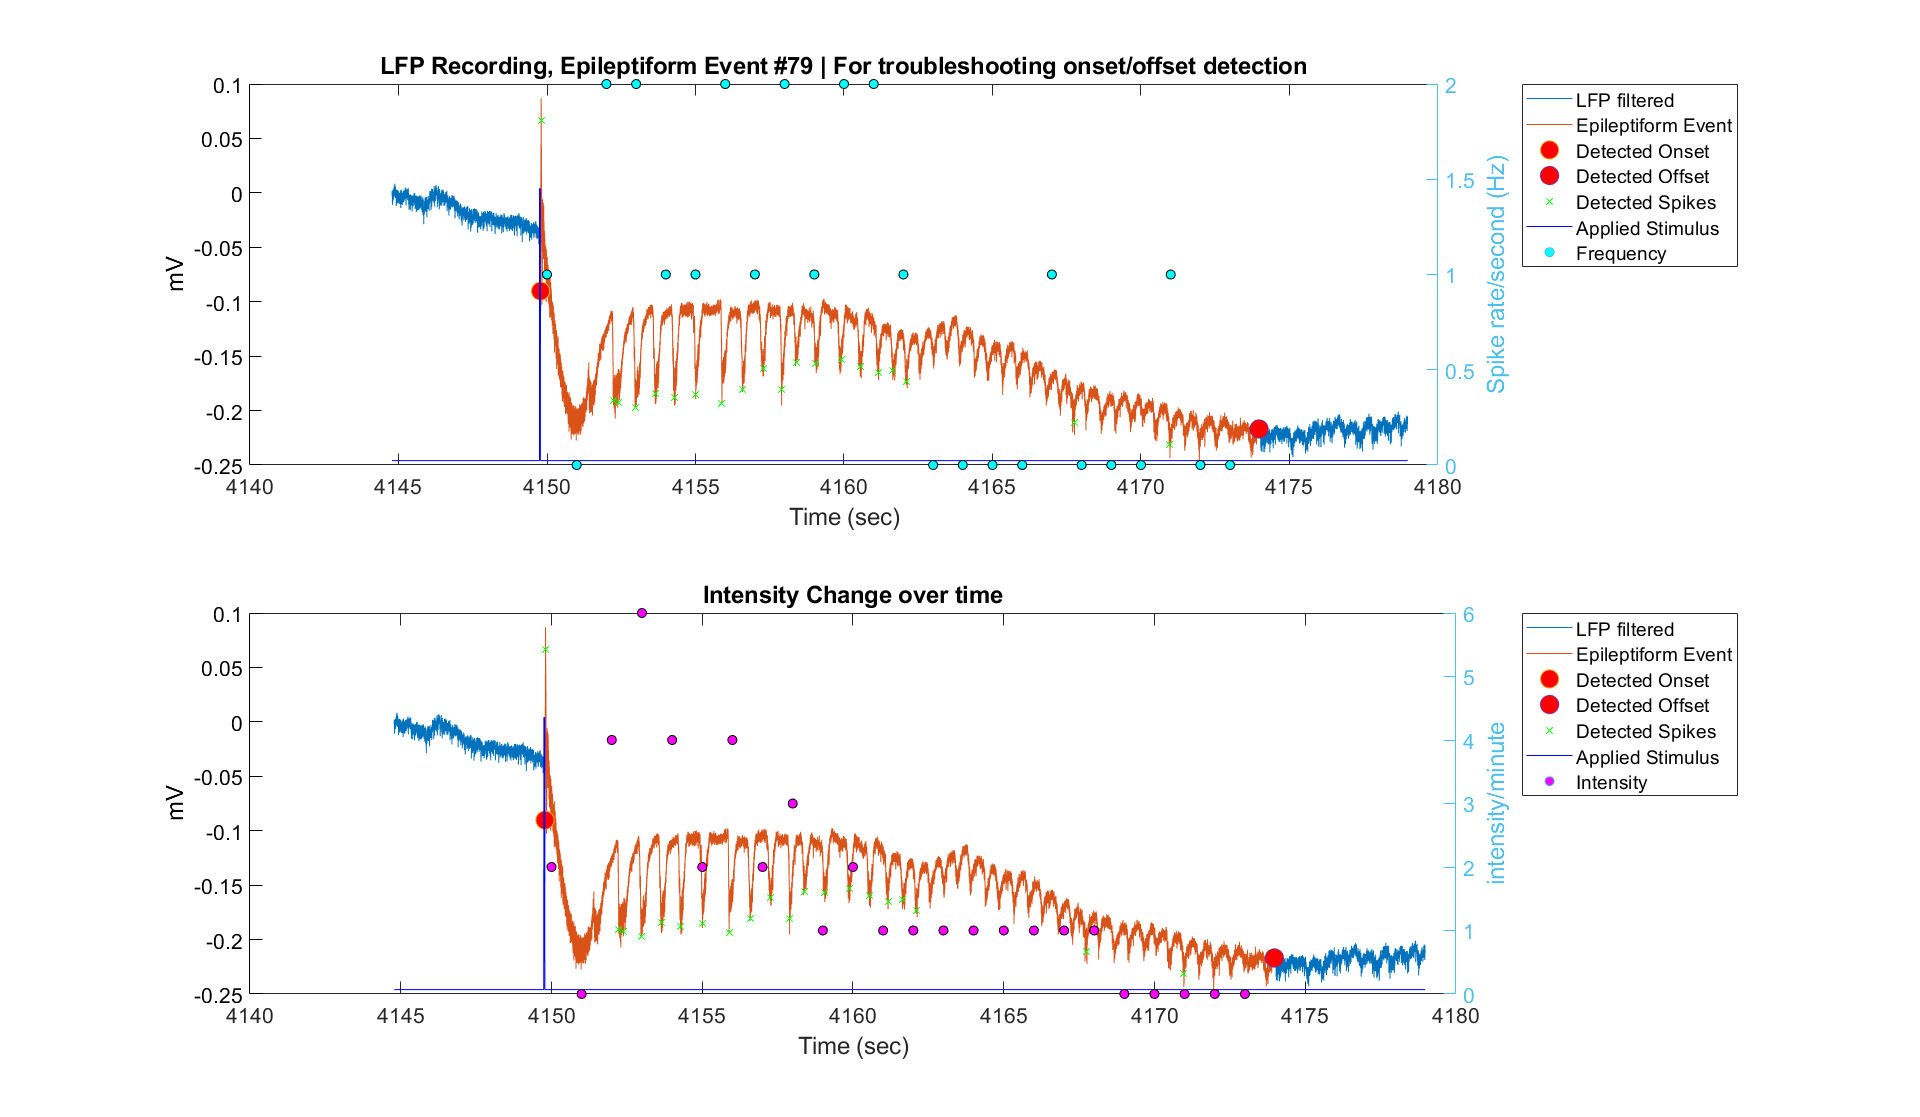 LFP Recording, Epileptiform Event #79 | For troubleshooting onset/offset detection
0.1
0.05
0
-0.05
-0.1
-0.15
-0.2
-0.25
mV
4140 4145 4150 4155 4160 4165 4170 4175 4180
Time (sec)
2
1.5
1
0.5
0
Spike rate/second (Hz)
LFP filtered
Epileptiform Event
Detected Onset
Detected Offset
Detected Spikes
Applied Stimulus
Frequency
Intensity Change over time
0.1
0.05
0
-0.05
-0.1
-0.15
-0.2
-0.25
mV
4140 4145 4150 4155 4160 4165 4170 4175 4180
Time (sec)
6
5
4
3
2
1
0
intensity/minute
LFP filtered
Epileptiform Event
Detected Onset
Detected Offset
Detected Spikes
Applied Stimulus
Intensity